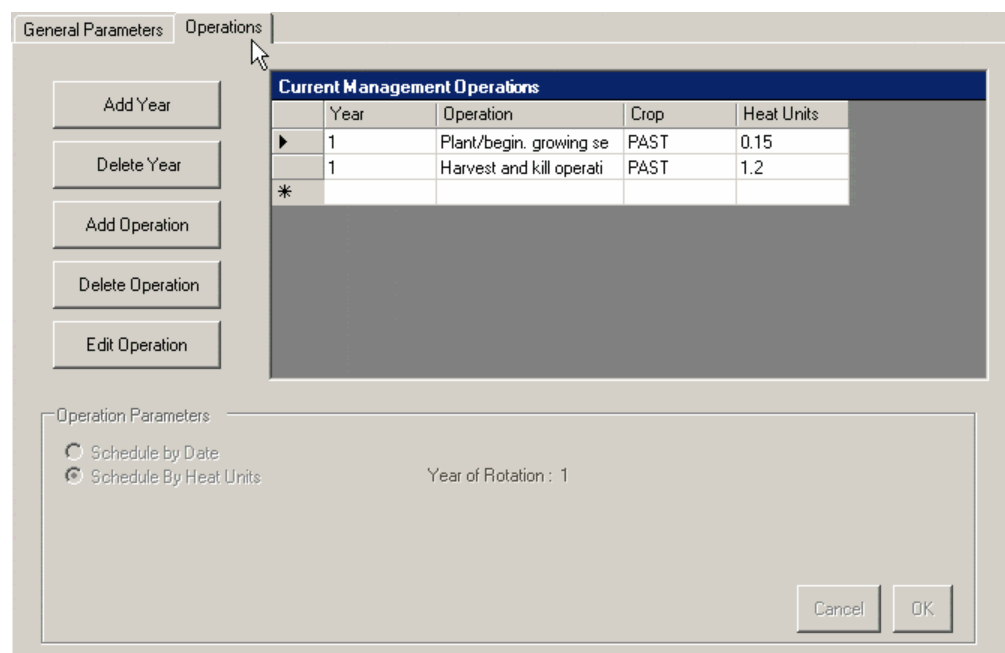 General Parameters Operations
Add Year
Delete Year
Add Operation
Delete Operation
Edit Operation
Current Management Operations
Year Operation Crop Heat Units
1 Plant/begin. growing se PAST 0.15
1 Harvest and kill operati PAST 1.2
Operation Parameters
Schedule by Date
Schedule By Heat Units
Year of Rotation : 1
Cancel OK